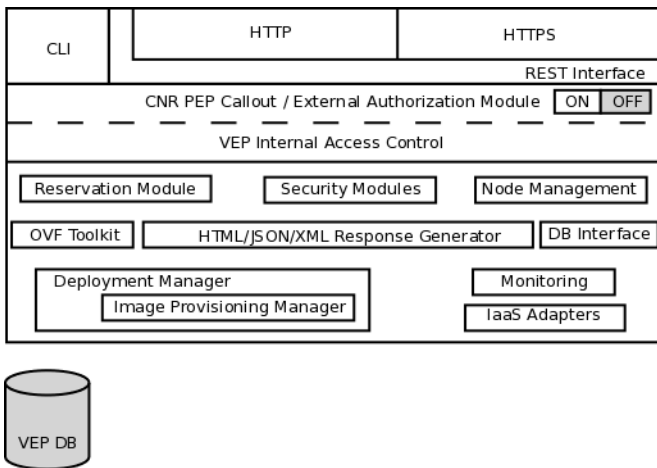 CLI
HTTP
HTTPS
REST Interface
CNR PEP Callout / External Authorization Module
ON
OFF
VEP Internal Access Control
Reservation Module
Security Modules
Node Management
OVF Toolkit
HTML/JSON/XML Response Generator
DB Interface
Deployment Manager
Image Provisioning Manager
Monitoring
IaaS Adapters
VEP DB